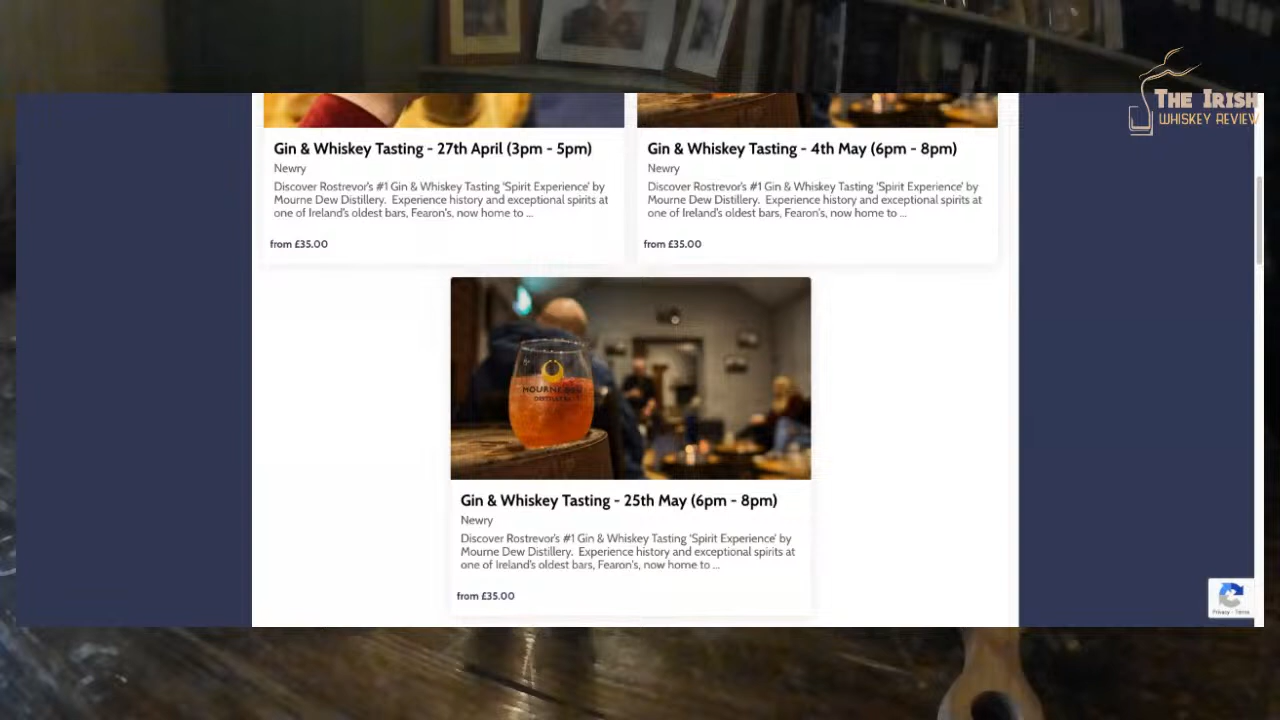 The Irish
Whiskey Review
Gin & Whiskey Tasting - 27th April (3pm - 5pm)
Newry
Discover Rostrevor's #1 Gin & Whiskey Tasting 'Spirit Experience' by
Mourne Dew Distillery.  Experience history and exceptional spirits at
one of Ireland's oldest bars, Fearon's, now home to ...
from £35.00
Gin & Whiskey Tasting - 4th May (6pm - 8pm)
Newry
Discover Rostrevor's #1 Gin & Whiskey Tasting 'Spirit Experience' by
Mourne Dew Distillery.  Experience history and exceptional spirits at
one of Ireland's oldest bars, Fearon's, now home to ...
from £35.00
MOURNE DEW
DISTILLERY
Gin & Whiskey Tasting - 25th May (6pm - 8pm)
Newry
Discover Rostrevor's #1 Gin & Whiskey Tasting 'Spirit Experience' by
Mourne Dew Distillery.  Experience history and exceptional spirits at
one of Ireland's oldest bars, Fearon's, now home to ...
from £35.00
Privacy - Terms